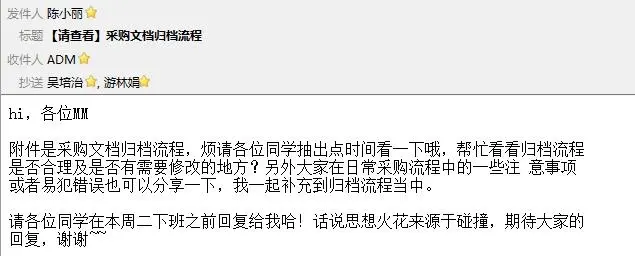 发件人 陈小丽
标题 【请查看】采购文档归档流程
收件人 ADM
抄送 吴培治, 游林娟
hi，各位MM
附件是采购文档归档流程，烦请各位同学抽出点时间看一下哦，帮忙看看归档流程
是否合理及是否有需要修改的地方？另外大家在日常采购流程中的一些注 意事项
或者易犯错误也可以分享一下，我一起补充到归档流程当中。
请各位同学在本周二下班之前回复给我哈！话说思想火花来源于碰撞，期待大家的
回复，谢谢~~